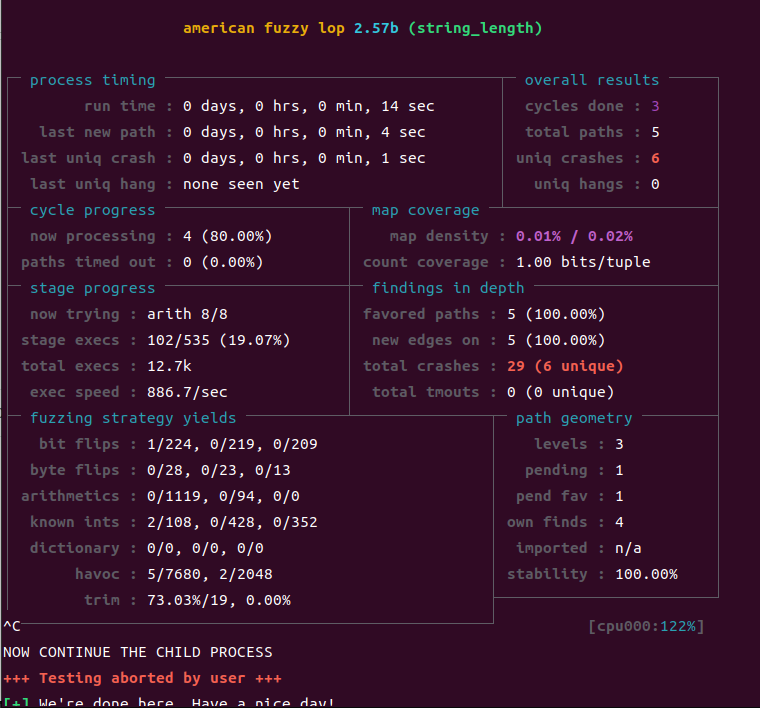 american fuzzy lop 2.57b (string_length)
process timing overall results
run time : 0 days, 0 hrs, 0 min, 14 sec cycles done : 3
last new path : 0 days, 0 hrs, 0 min, 4 sec total paths : 5
last uniq crash : 0 days, 0 hrs, 0 min, 1 sec uniq crashes : 6
last uniq hang : none seen yet uniq hangs : 0
cycle progress map coverage
now processing : 4 (80.00%) map density : 0.01% / 0.02%
paths timed out : 0 (0.00%) count coverage : 1.00 bits/tuple
stage progress findings in depth
now trying : arith 8/8 favored paths : 5 (100.00%)
stage execs : 102/535 (19.07%) new edges on : 5 (100.00%)
total execs : 12.7k total crashes : 29 (6 unique)
exec speed : 886.7/sec total tmouts : 0 (0 unique)
fuzzing strategy yields path geometry
bit flips : 1/224, 0/219, 0/209 levels : 3
byte flips : 0/28, 0/23, 0/13 pending : 1
arithmetics : 0/1119, 0/94, 0/0 pend fav : 1
known ints : 2/108, 0/428, 0/352 own finds : 4
dictionary : 0/0, 0/0, 0/0 imported : n/a
havoc : 5/7680, 2/2048 stability : 100.00%
trim : 73.03%/19, 0.00%
^C [cpu000:122%]
NOW CONTINUE THE CHILD PROCESS
+++ Testing aborted by user +++
[+] We're done here. Have a nice day!